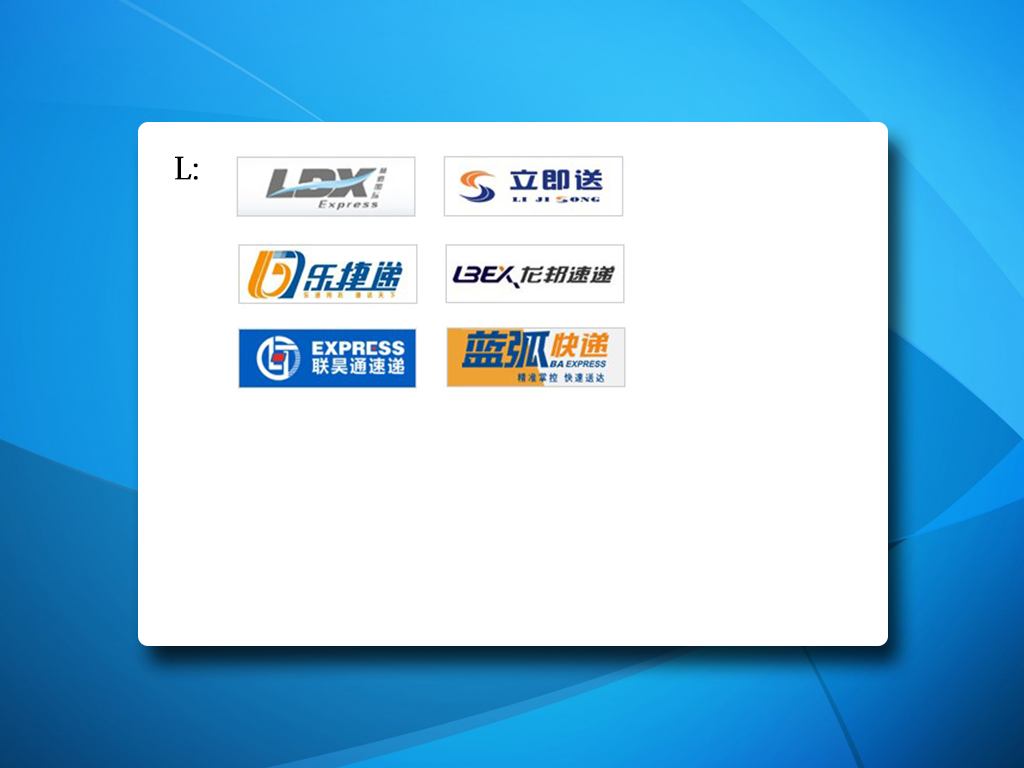 L:
LDX
Express
立即送
LI JI SONG
乐捷递
LBEX 龙邦速递
EXPRESS
联昊通速递
蓝弧快递
BA EXPRESS
精准掌控 快速送达